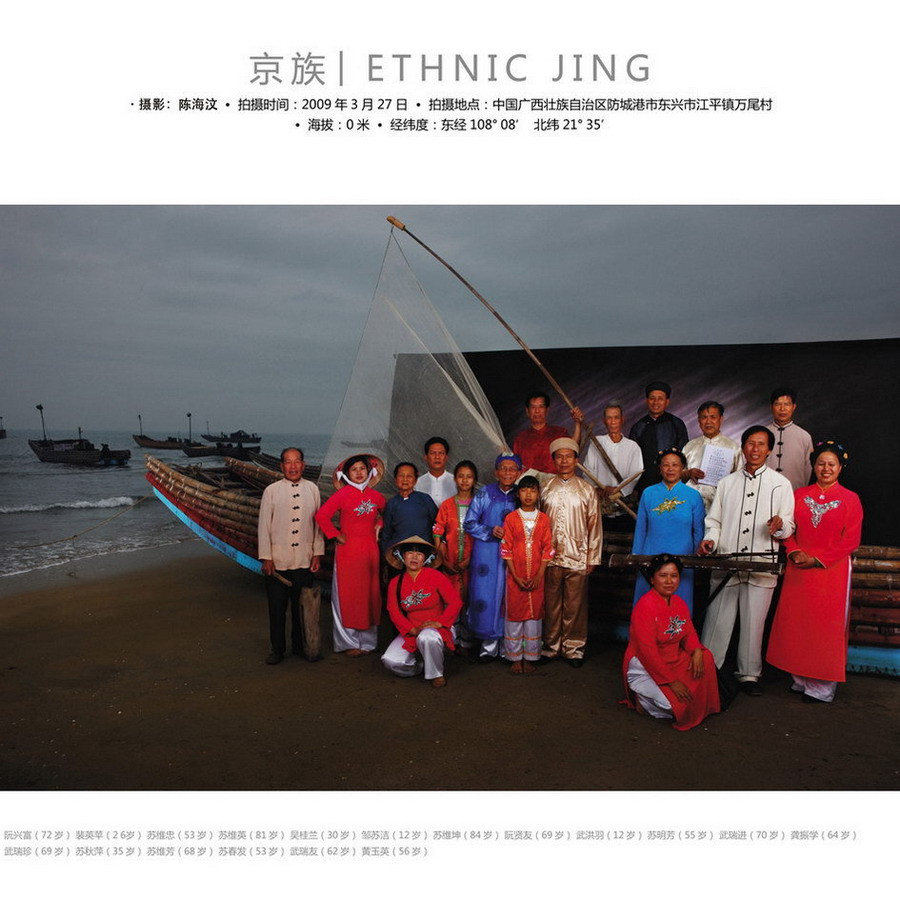 京族| ETHNIC JING
· 摄影：陈海汶 • 拍摄时间：2009 年 3 月 27 日 • 拍摄地点：中国广西壮族自治区防城港市东兴市江平镇万尾村
• 海拔：0 米 • 经纬度：东经 108° 08′ 北纬 21° 35′
阮兴富（72 岁） 裴英苹（2 6岁） 苏维忠（53 岁） 苏维英（81 岁） 吴桂兰（30 岁） 邹苏洁（12 岁） 苏维坤（84 岁） 阮贤友（69 岁） 武洪羽（12 岁） 苏明芳（55 岁） 武瑞进（70 岁） 龚振学（64 岁）
武瑞珍（69 岁） 苏秋萍（35 岁） 苏维芳（68 岁） 苏春发（53 岁） 武瑞友（62 岁） 黄玉英（56 岁）